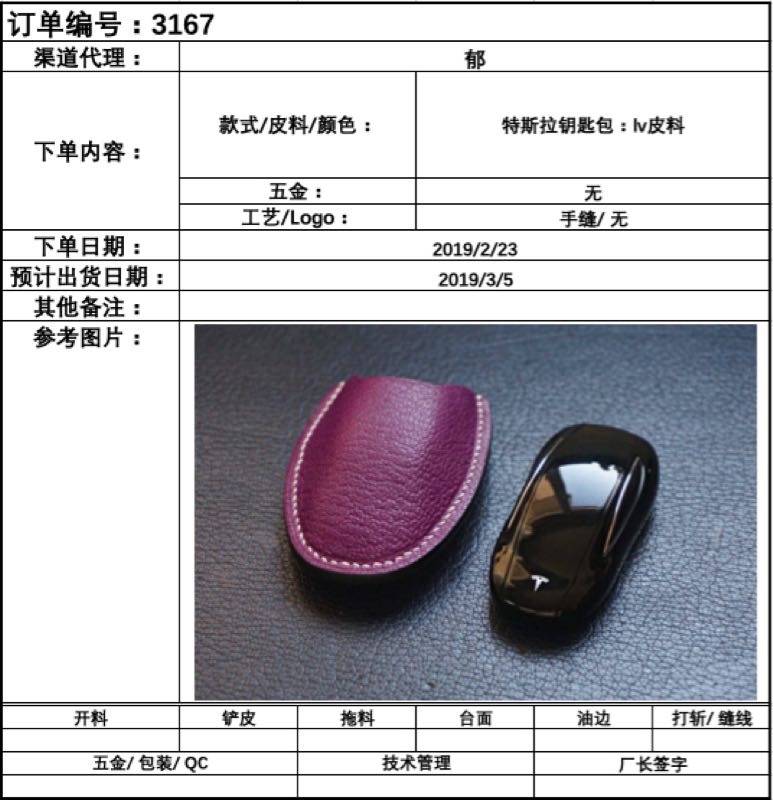 订单编号：3167
渠道代理： 郁
下单内容： 款式/皮料/颜色： 特斯拉钥匙包：lv皮料
五金： 无
工艺/Logo： 手缝/ 无
下单日期： 2019/2/23
预计出货日期： 2019/3/5
其他备注：
参考图片：
开料 铲皮 拖料 台面 油边 打斩/ 缝线
五金/ 包装/ QC 技术管理 厂长签字